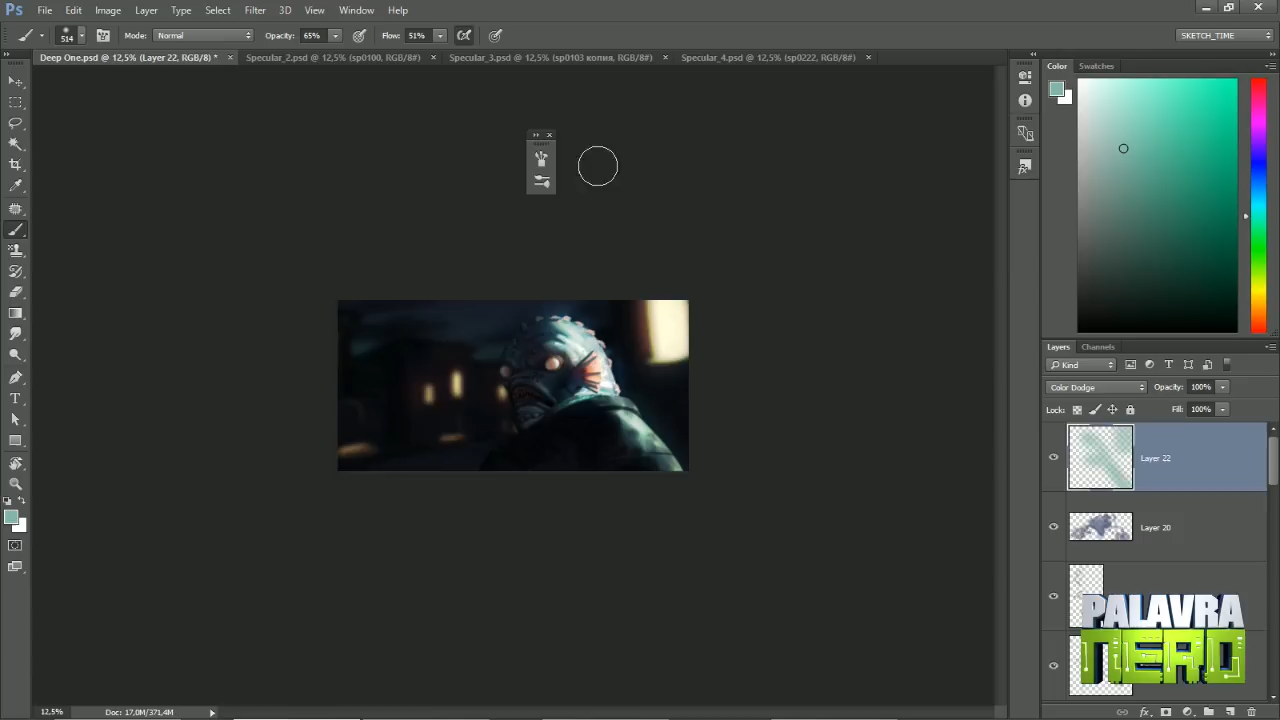 Ps File Edit Image Layer Type Select Filter 3D View Window Help
514 Mode: Normal Opacity: 65% Flow: 51% SKETCH_TIME
Deep One.psd @ 12,5% (Layer 22, RGB/8) * × Specular_2.psd @ 12,5% (sp0100, RGB/8#) × Specular_3.psd @ 12,5% (sp0103 копия, RGB/8#) × Specular_4.psd @ 12,5% (sp0222, RGB/8#) ×
Color Swatches
Layers Channels
Kind
Color Dodge Opacity: 100%
Lock: Fill: 100%
Layer 22
Layer 20
PALAVRA
NERD
12,5% Doc: 17,0M/371,4M